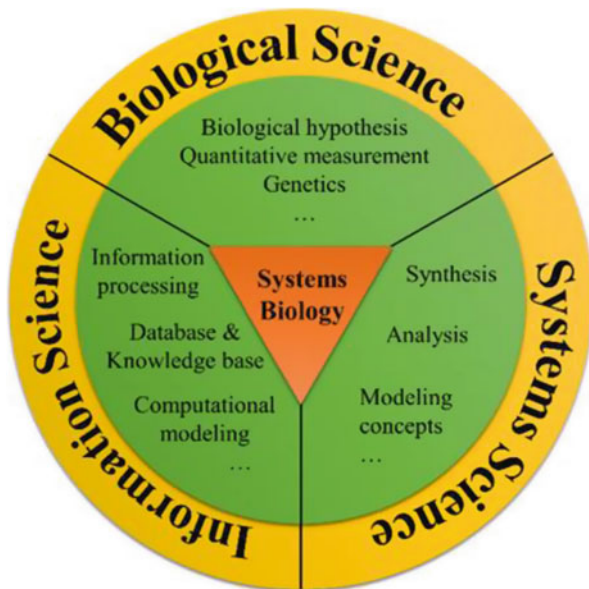 Biological Science
Biological hypothesis
Quantitative measurement
Genetics
...
Information Science
Information
processing
Database &
Knowledge base
Computational
modeling
...
Systems
Biology
Systems Science
Synthesis
Analysis
Modeling
concepts
...